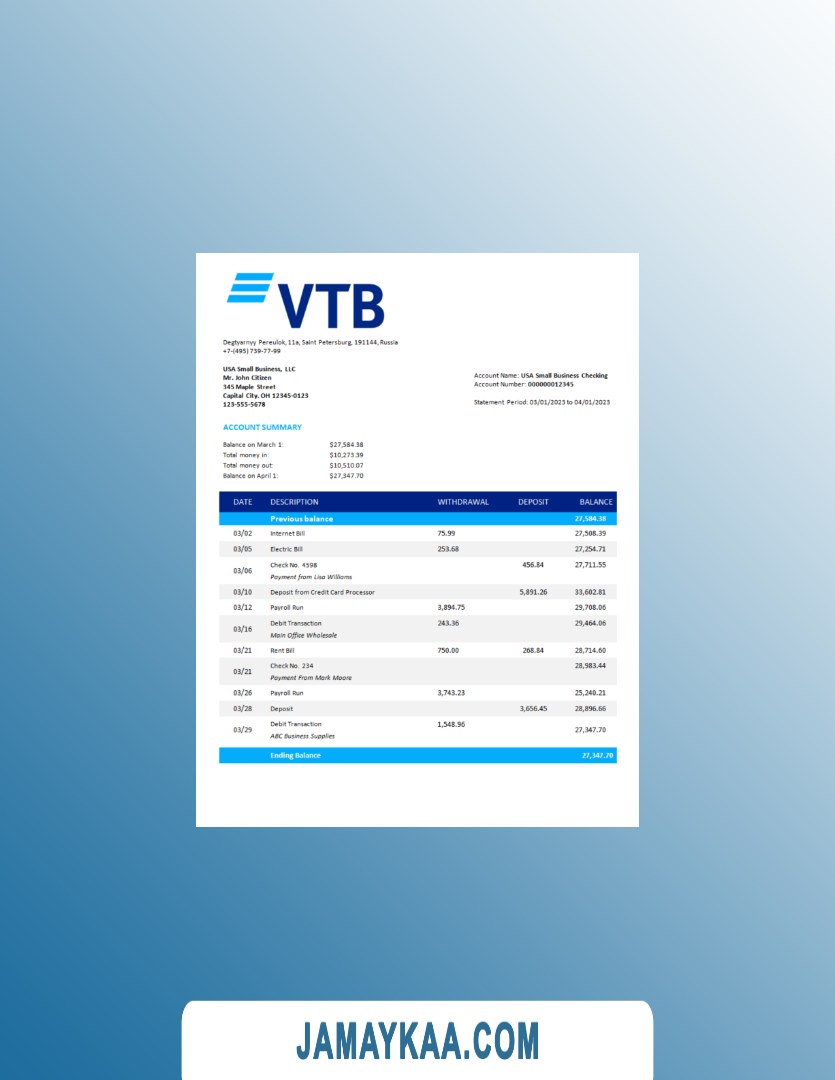 VTB
Degtyarnyy Pereulok, 11a, Saint Petersburg, 191144, Russia
+7-(495) 739-77-99
USA Small Business, LLC
Mr. John Citizen
345 Maple Street
Capital City. OH 12345-0123
123-555-5678
Account Name: USA Small Business Checking
Account Number: 000000012345
Statement Period: 03/01/2023 to 04/01/2023
ACCOUNT SUMMARY
Balance on March 1: $27,584.38
Total money in: $10,273.39
Total money out: $10,510.07
Balance on April 1: $27,347.70
DATE DESCRIPTION WITHDRAWAL DEPOSIT BALANCE
Previous balance 27,584.38
03/02 Internet Bill 75.99 27,508.39
03/05 Electric Bill 253.68 27,254.71
03/06 Check No. 4598 456.84 27,711.55
Payment from Lisa Williams
03/10 Deposit from Credit Card Processor 5,891.26 33,602.81
03/12 Payroll Run 3,894.75 29,708.06
03/16 Debit Transaction 243.36 29,464.06
Main Office Wholesale
03/21 Rent Bill 750.00 268.84 28,714.60
03/21 Check No. 234 28,983.44
Payment From Mark Moore
03/26 Payroll Run 3,743.23 25,240.21
03/28 Deposit 3,656.45 28,896.66
03/29 Debit Transaction 1,548.96 27,347.70
ABC Business Supplies
Ending Balance 27,347.70
JAMAYKAA.COM